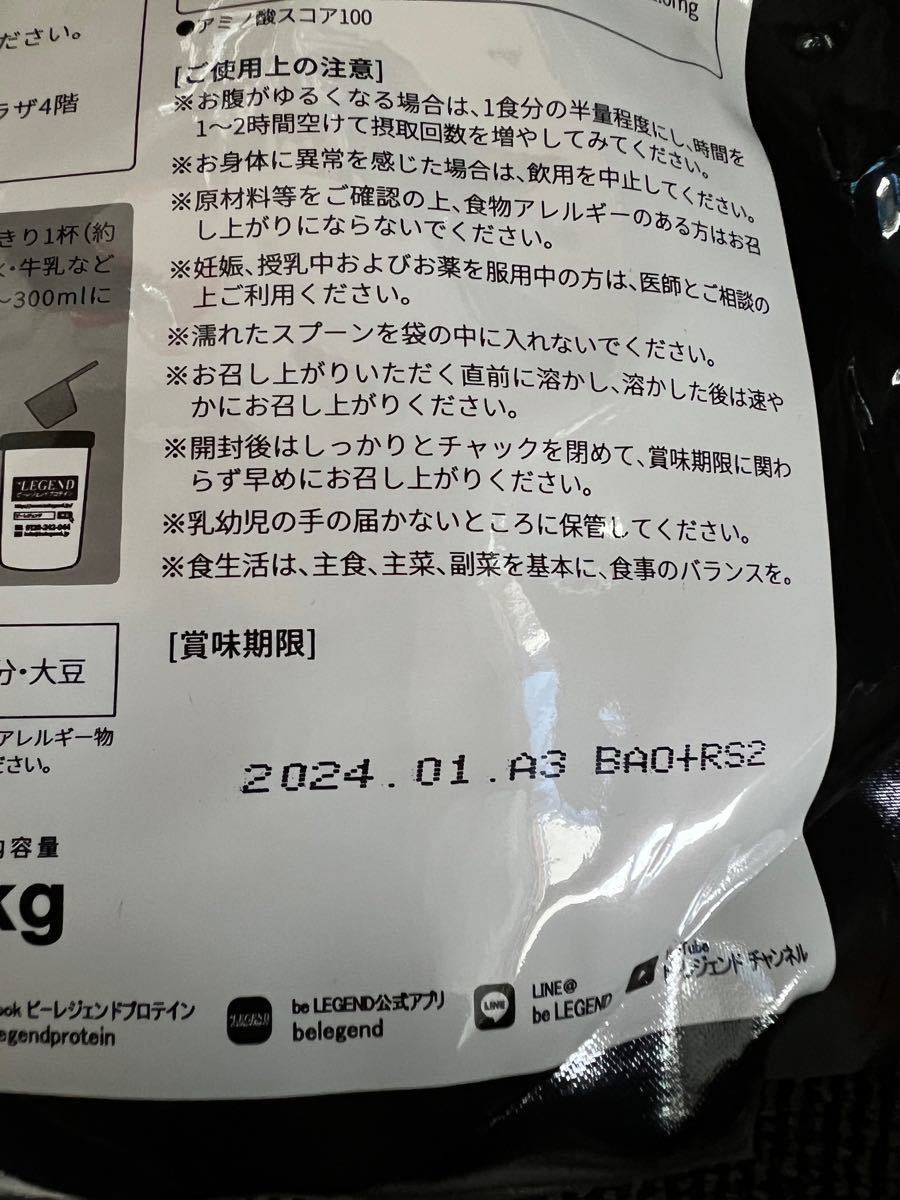 ださい。
ラザ4階
●アミノ酸スコア100
[ご使用上の注意]
※お腹がゆるくなる場合は、1食分の半量程度にし、時間を
1〜2時間空けて摂取回数を増やしてみてください。
※お身体に異常を感じた場合は、飲用を中止してください。
※原材料等をご確認の上、食物アレルギーのある方はお召
し上がりにならないでください。
※妊娠、授乳中およびお薬を服用中の方は、医師とご相談の
上ご利用ください。
※濡れたスプーンを袋の中に入れないでください。
※お召し上がりいただく直前に溶かし、溶かした後は速や
かにお召し上がりください。
※開封後はしっかりとチャックを閉めて、賞味期限に関わ
らず早めにお召し上がりください。
※乳幼児の手の届かないところに保管してください。
※食生活は、主食、主菜、副菜を基本に、食事のバランスを。
きり1杯(約
水・牛乳など
〜300mlに
LEGEND
分・大豆
アレルギー物
ださい。
[賞味期限]
2024.01.A3 BAO+RS2
内容量
kg
ook ビーレジェンドプロテイン
egendprotein
LEGEND
be LEGEND公式アプリ
belegend
LINE
LINE@
be LEGEND
Tube
レジェンド チャンネル